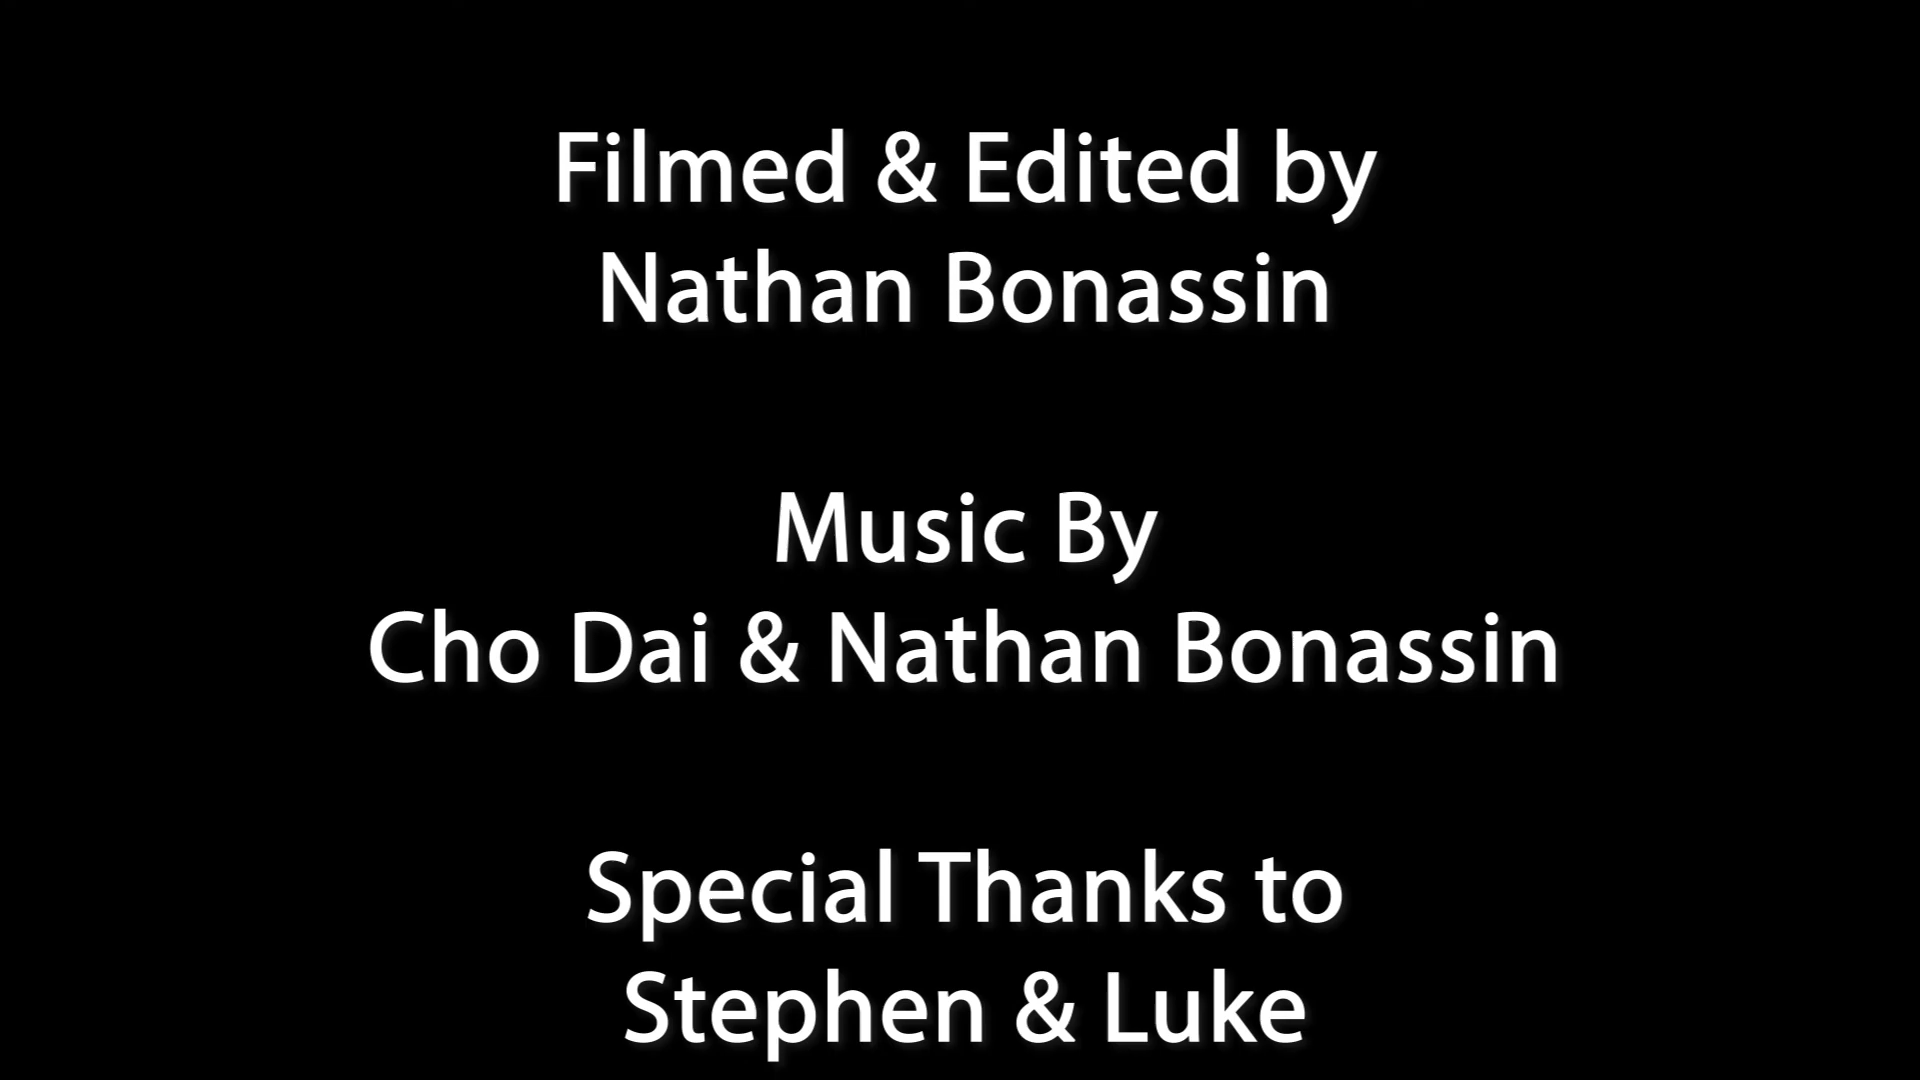 Filmed & Edited by
Nathan Bonassin
Music By
Cho Dai & Nathan Bonassin
Special Thanks to
Stephen & Luke